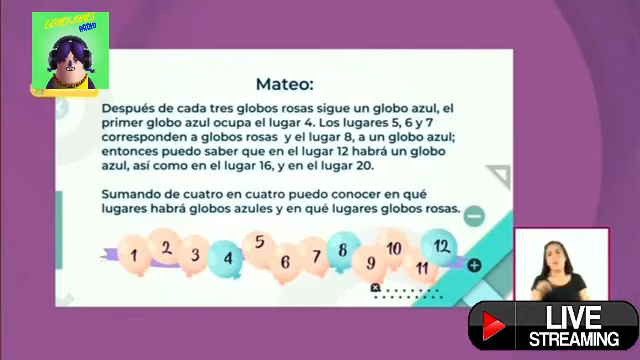 COMEXIONES
RADIO
Mateo:
Después de cada tres globos rosas sigue un globo azul, el
primer globo azul ocupa el lugar 4. Los lugares 5, 6 y 7
corresponden a globos rosas y el lugar 8, a un globo azul;
entonces puedo saber que en el lugar 12 habrá un globo
azul, así como en el lugar 16, y en el lugar 20.
Sumando de cuatro en cuatro puedo conocer en qué
lugares habrá globos azules y en qué lugares globos rosas.
1 2 3 4 5 6 7 8 9 10 11 12
LIVE
STREAMING